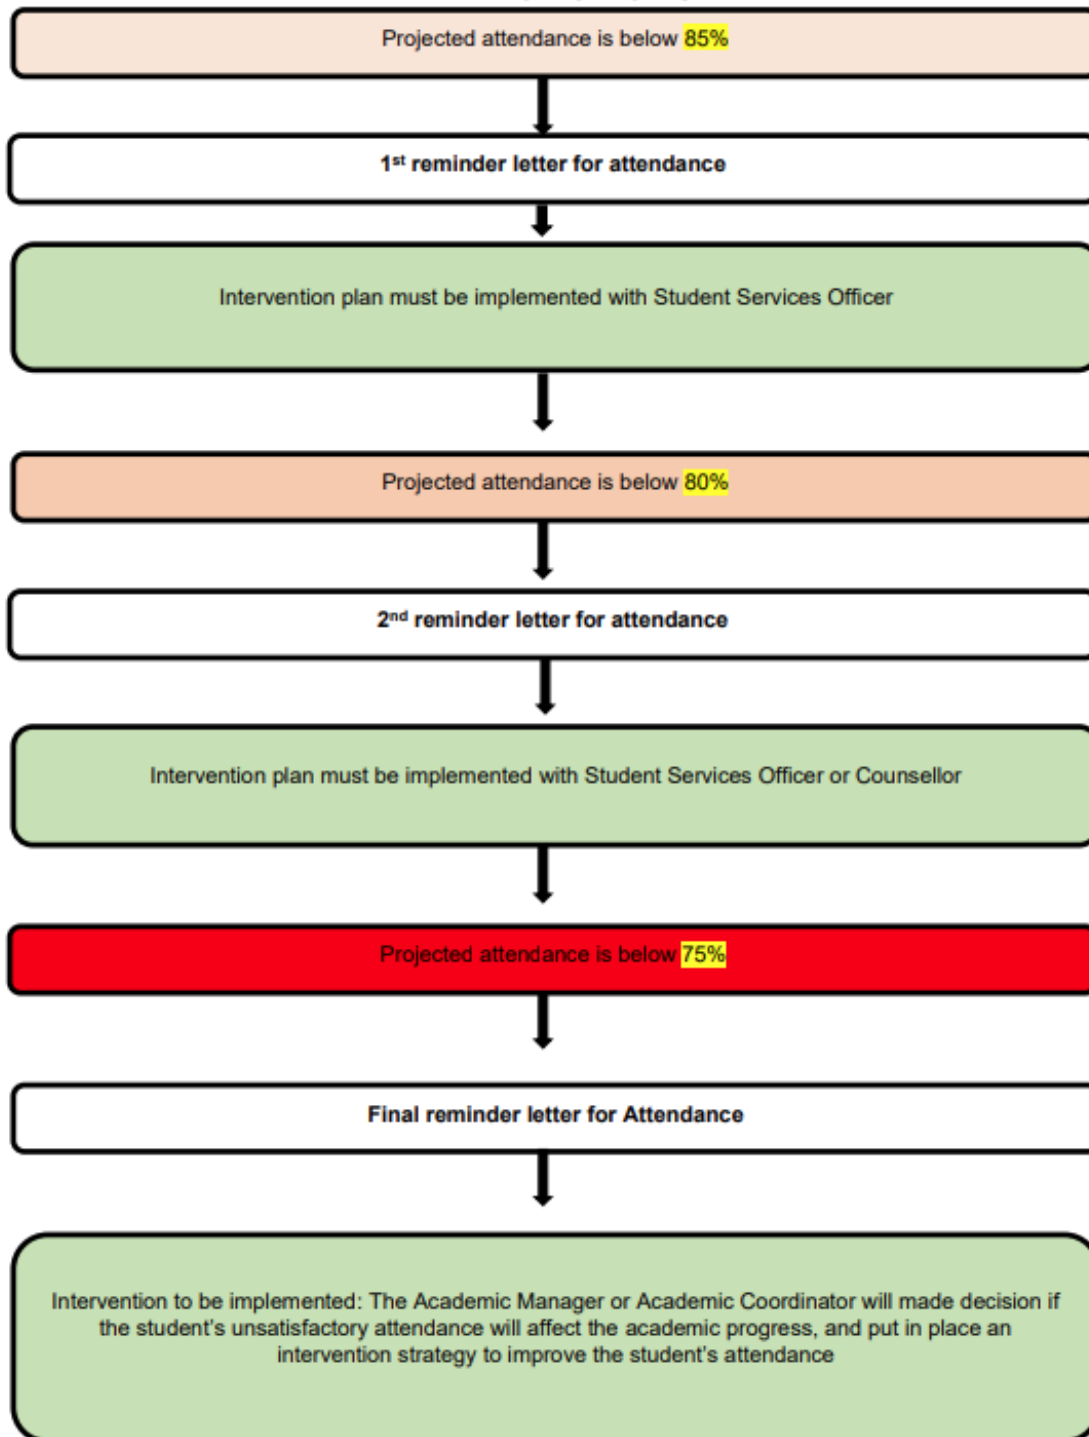 Projected attendance is below 85%
1st reminder letter for attendance
Intervention plan must be implemented with Student Services Officer
Projected attendance is below 80%
2nd reminder letter for attendance
Intervention plan must be implemented with Student Services Officer or Counsellor
Projected attendance is below 75%
Final reminder letter for Attendance
Intervention to be implemented: The Academic Manager or Academic Coordinator will made decision if
the student's unsatisfactory attendance will affect the academic progress, and put in place an
intervention strategy to improve the student's attendance